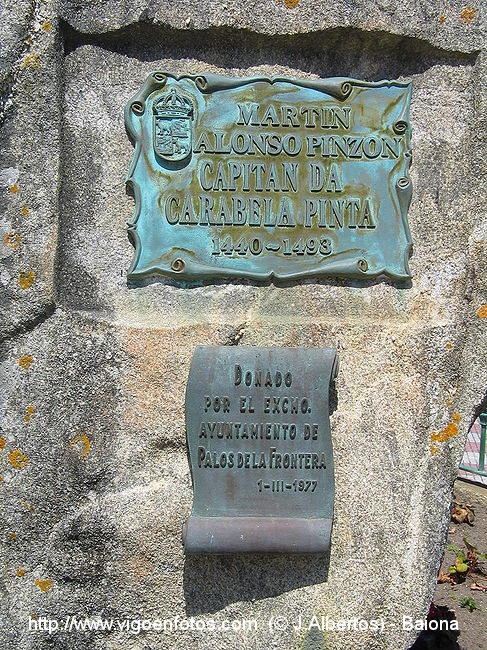 MARTIN
ALONSO PINZÓN
CAPITAN DA
CARABELA PINTA
1440~1493
DONADO
POR EL EXCMO.
AYUNTAMIENTO DE
PALOS DE LA FRONTERA
1-III-1977
http://www.vigoenfotos.com (© J.Albertos) - Baiona